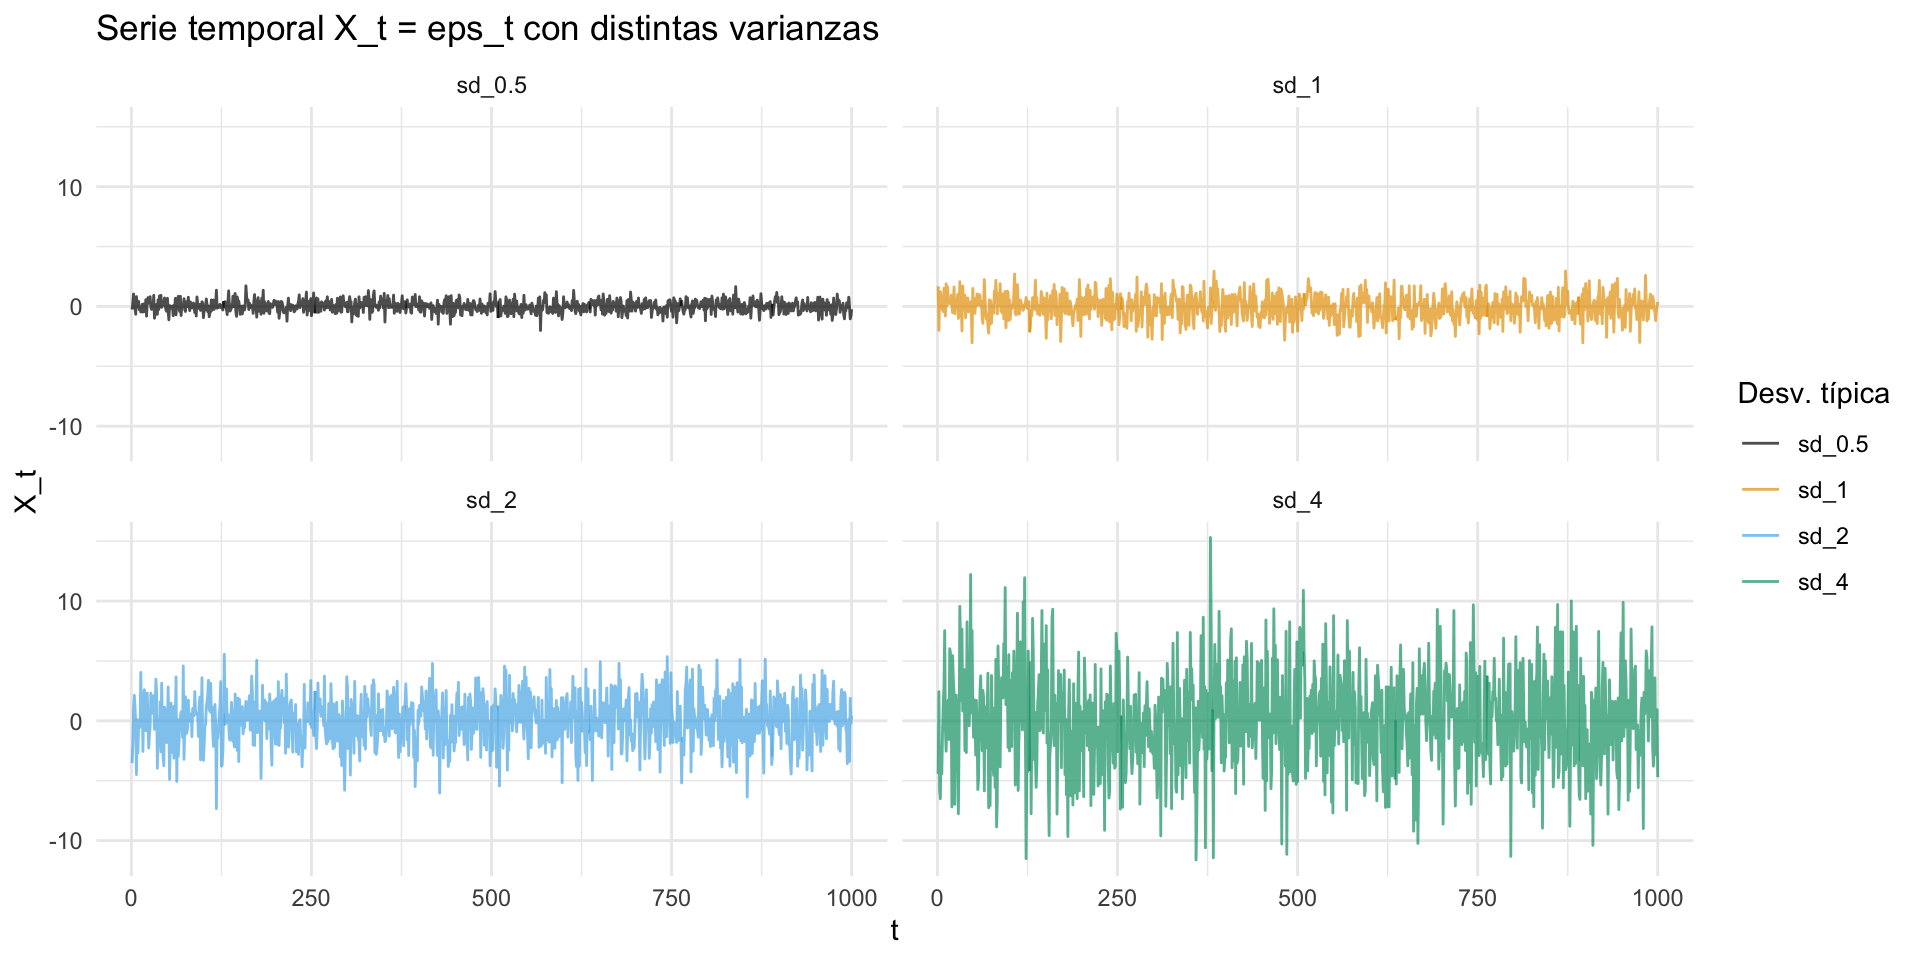 Serie temporal X_t = eps_t con distintas varianzas
sd_0.5
sd_1
10
0
-10
sd_2
sd_4
10
0
-10
0 250 500 750 1000
0 250 500 750 1000
X_t
t
Desv. típica
sd_0.5
sd_1
sd_2
sd_4